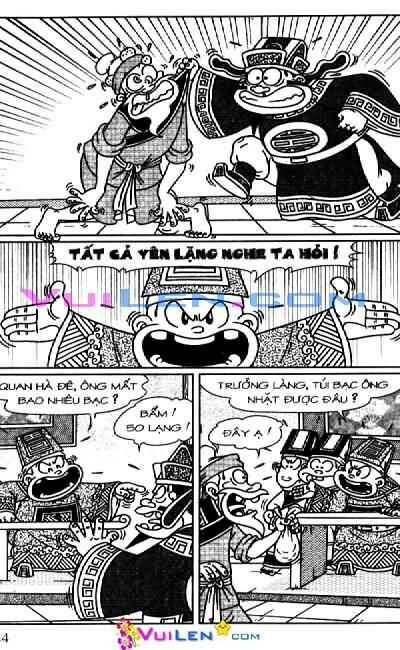 TẤT CẢ YÊN LẶNG NGHE TA HỎI !
VUILEN.COM
QUAN HÀ ĐÊ, ÔNG MẤT
BAO NHIÊU BẠC ?
BẨM !
50 LẠNG !
TRƯỞNG LÀNG, TÚI BẠC ÔNG
NHẶT ĐƯỢC ĐÂU ?
ĐÂY Ạ !
VUILEN.COM